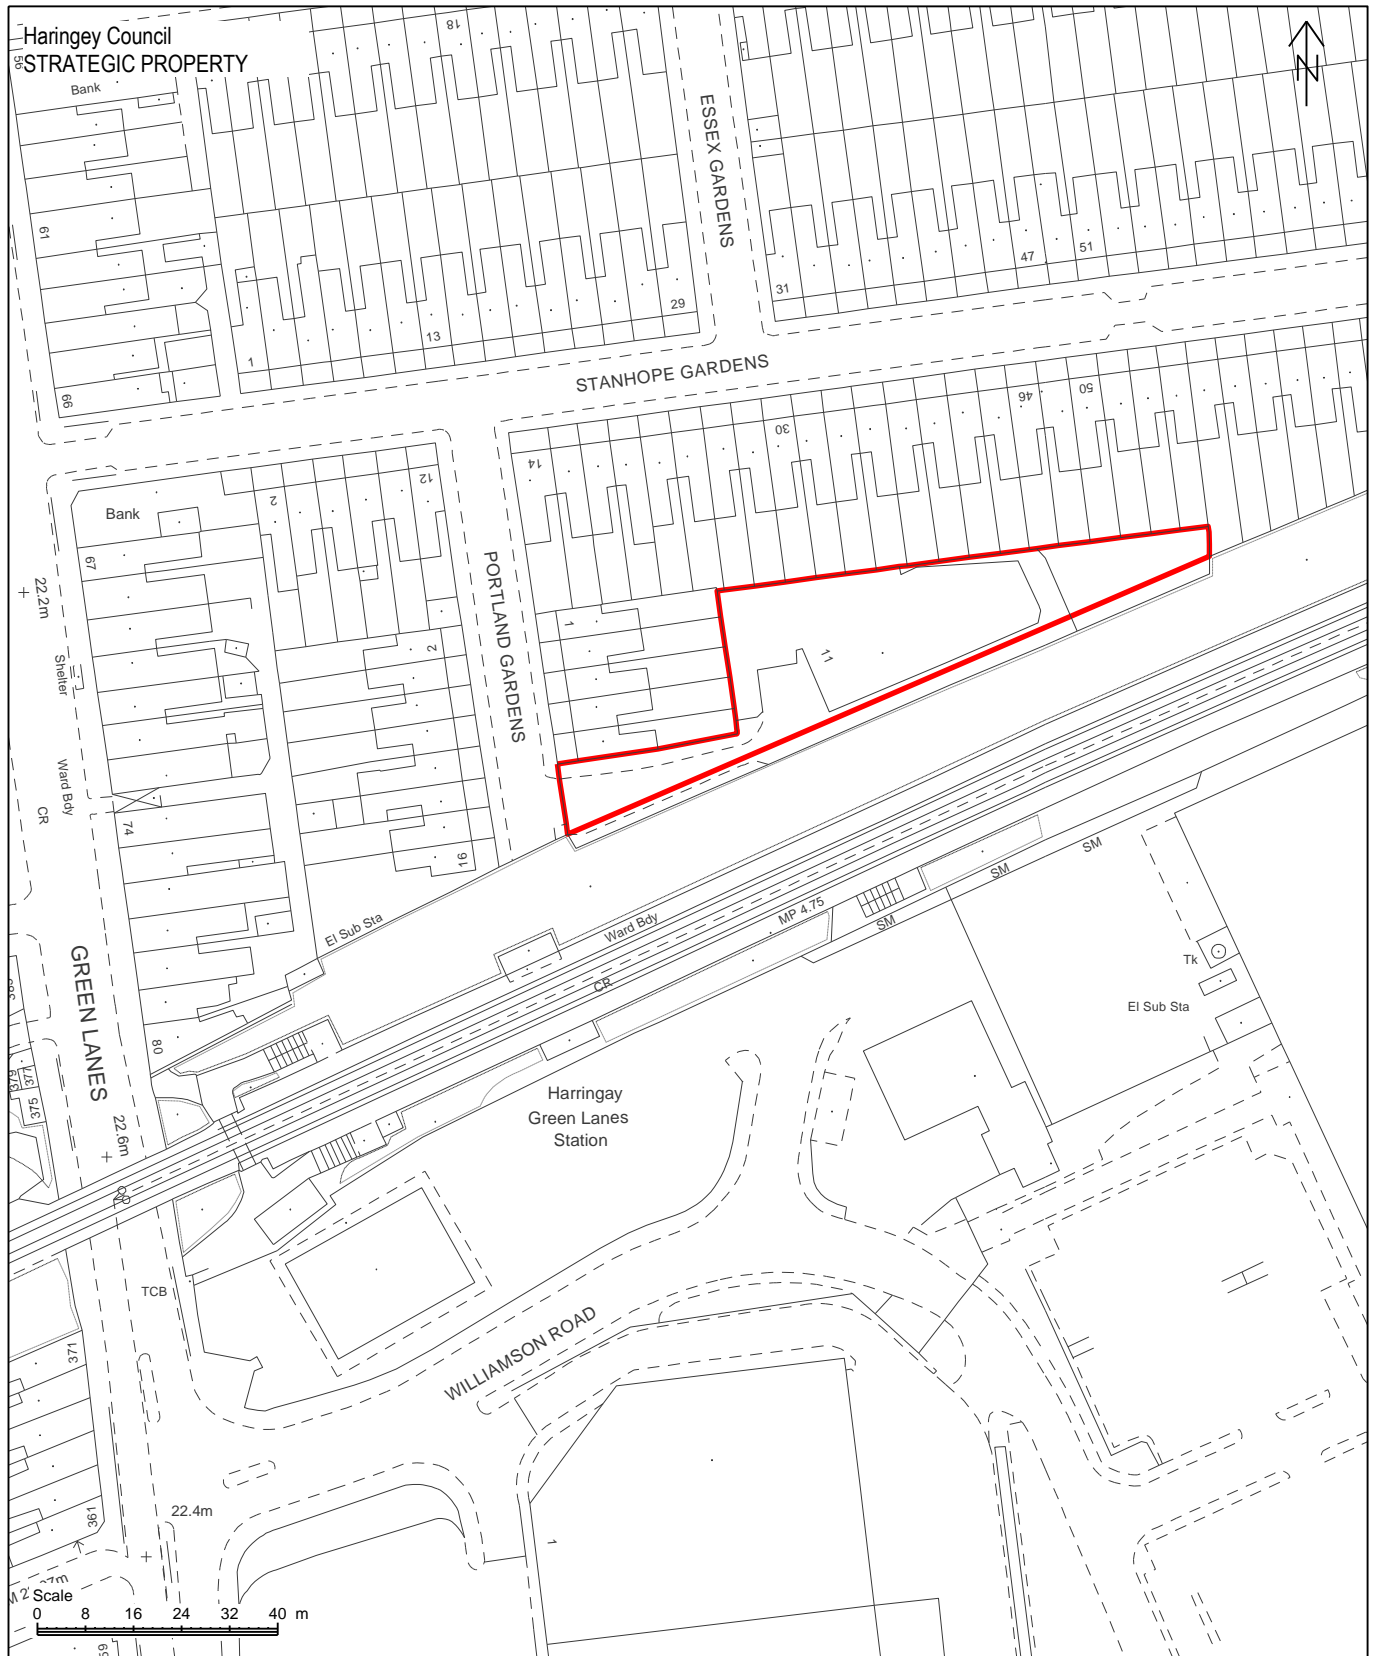 Haringey Council
STRATEGIC PROPERTY
N
56
Bank
18
61
ESSEX GARDENS
47
51
31
29
13
1
66
STANHOPE GARDENS
46
50
30
14
12
2
Bank
67
22.2m
PORTLAND GARDENS
1
2
11
Shelter
Ward Bdy
CR
74
16
SM
SM
SM
MP 4.75
Ward Bdy
El Sub Sta
CR
GREEN LANES
Tk
El Sub Sta
80
379
377
375
Harringay
Green Lanes
Station
22.6m
TCB
371
WILLIAMSON ROAD
361
22.4m
1
Scale
0 8 16 24 32 40 m